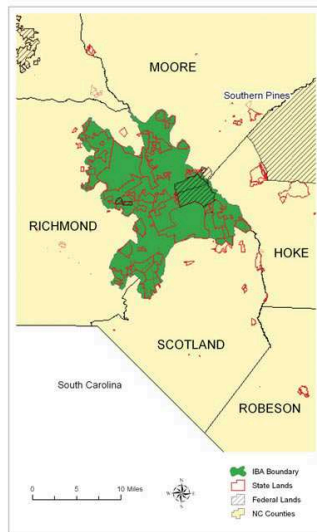 MOORE
Southern Pines
RICHMOND
HOKE
SCOTLAND
South Carolina
ROBESON
0 5 10 Miles
IBA Boundary
State Lands
Federal Lands
NC Counties